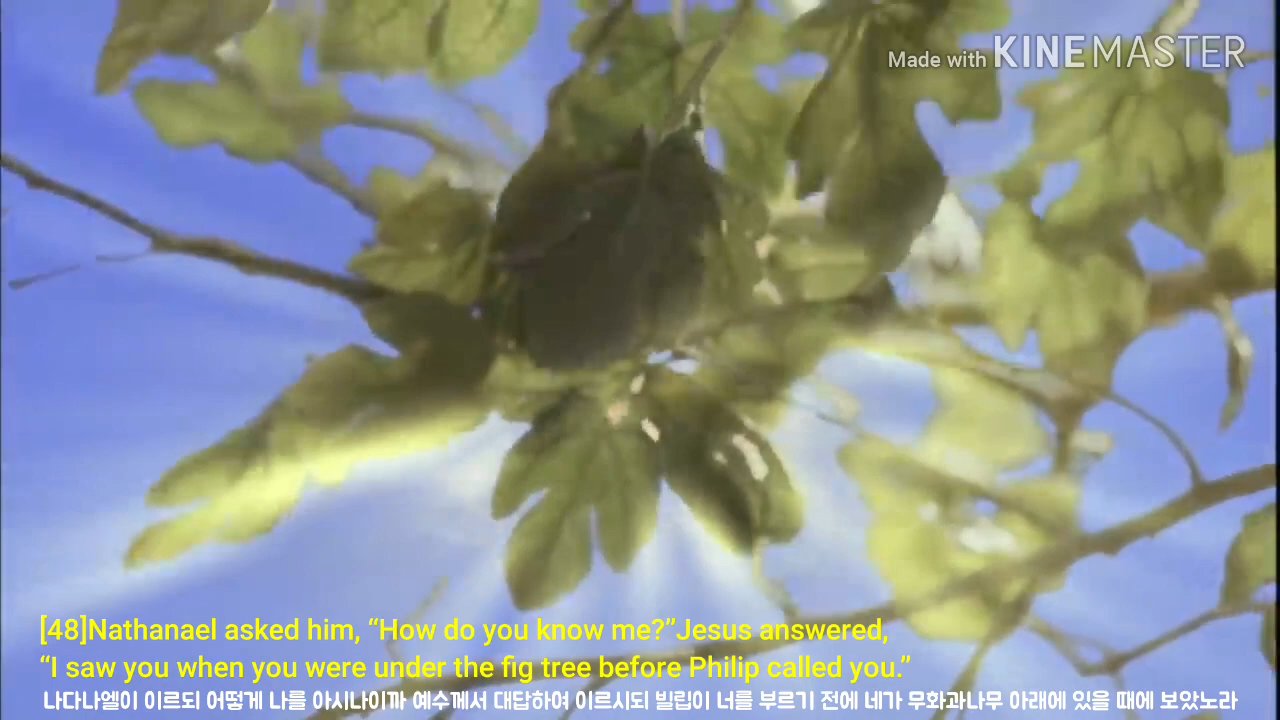 Made with KINEMASTER
[48]Nathanael asked him, “How do you know me?”Jesus answered,
“I saw you when you were under the fig tree before Philip called you.”
나다나엘이 이르되 어떻게 나를 아시나이까 예수께서 대답하여 이르시되 빌립이 너를 부르기 전에 네가 무화과나무 아래에 있을 때에 보았노라